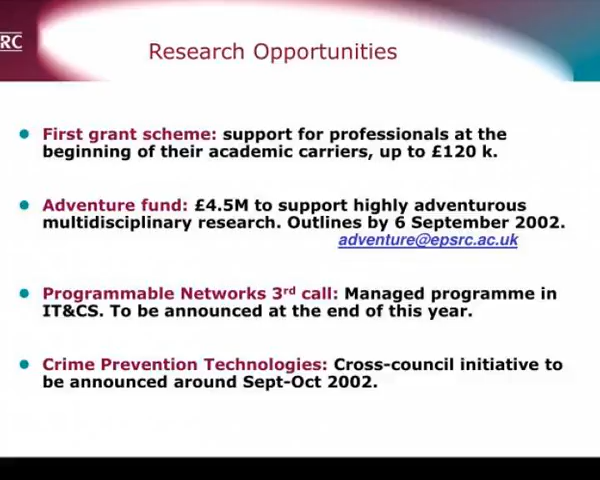 RC
Research Opportunities
First grant scheme: support for professionals at the
beginning of their academic carriers, up to £120 k.
Adventure fund: £4.5M to support highly adventurous
multidisciplinary research. Outlines by 6 September 2002.
adventure@epsrc.ac.uk
Programmable Networks 3rd call: Managed programme in
IT&CS. To be announced at the end of this year.
Crime Prevention Technologies: Cross-council initiative to
be announced around Sept-Oct 2002.